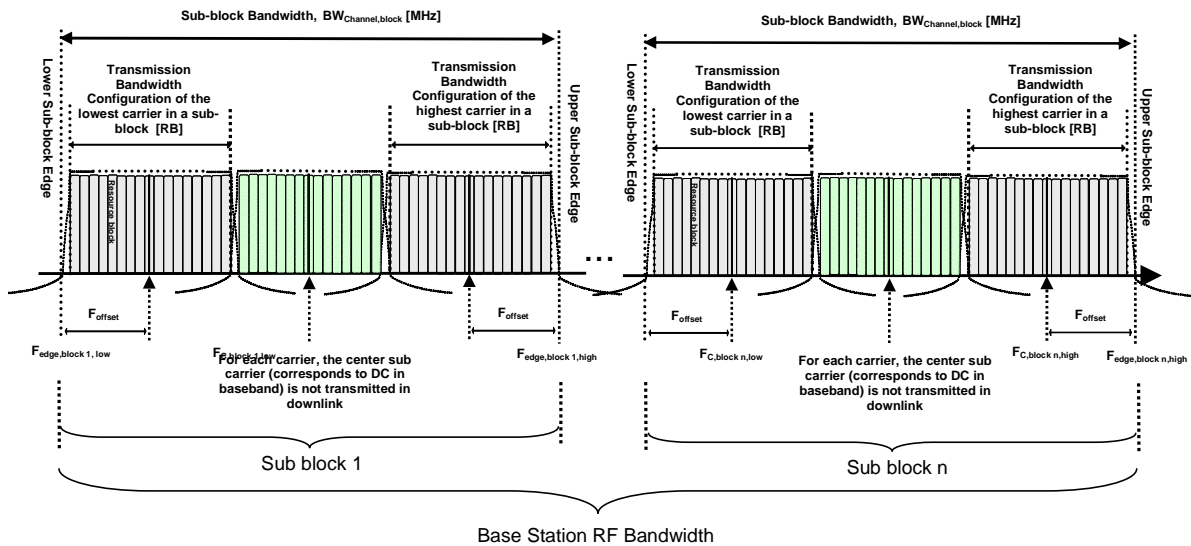 Sub-block Bandwidth, BWChannel,block [MHz]
Lower Sub-block Edge
Transmission
Bandwidth
Configuration of the
lowest carrier in a sub-
block [RB]
Transmission
Bandwidth
Configuration of the
highest carrier in a
sub-block [RB]
Upper Sub-block Edge
Resource block
Foffset
Foffset
Fedge,block 1, low
FC,block 1,low
Fedge,block 1,high
For each carrier, the center sub
carrier (corresponds to DC in
baseband) is not transmitted in
downlink
Sub block 1
...
Sub-block Bandwidth, BWChannel,block [MHz]
Lower Sub-block Edge
Transmission
Bandwidth
Configuration of the
lowest carrier in a
sub-block [RB]
Transmission
Bandwidth
Configuration of the
highest carrier in a
sub-block [RB]
Upper Sub-block Edge
Resource block
Foffset
Foffset
FC,block n,low
FC,block n,high
Fedge,block n,high
For each carrier, the center sub
carrier (corresponds to DC in
baseband) is not transmitted in
downlink
Sub block n
Base Station RF Bandwidth